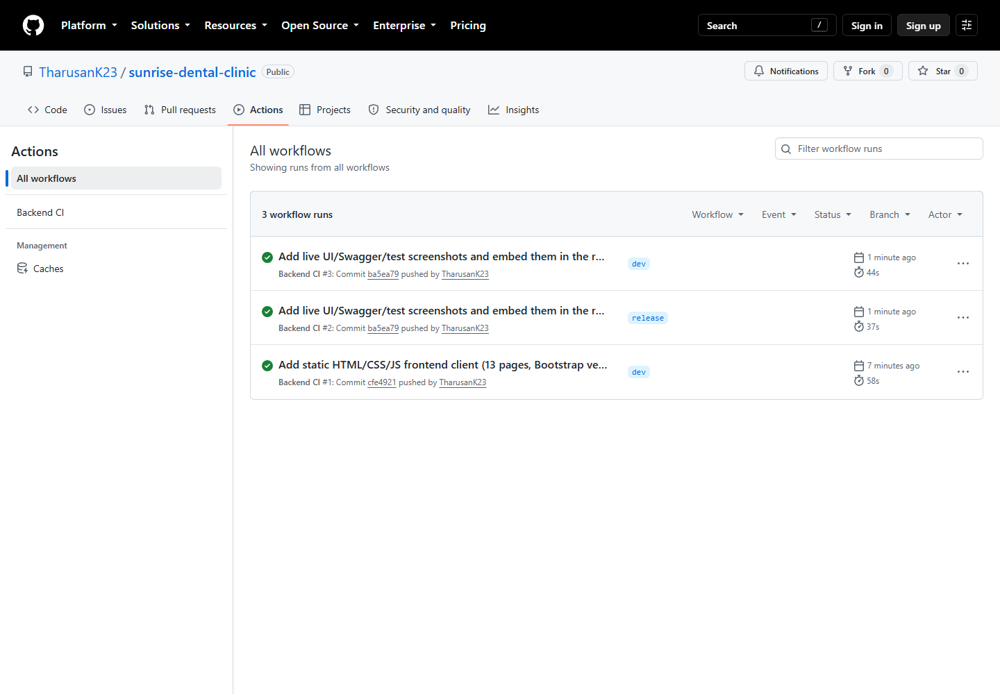 Platform Solutions Resources Open Source Enterprise Pricing Search / Sign in Sign up
TharusanK23 / sunrise-dental-clinic Public Notifications Fork 0 Star 0
Code Issues Pull requests Actions Projects Security and quality Insights
Actions
All workflows
Backend CI
Management
Caches
All workflows
Showing runs from all workflows
Filter workflow runs
3 workflow runs Workflow Event Status Branch Actor
Add live UI/Swagger/test screenshots and embed them in the r...
Backend CI #3: Commit ba5ea79 pushed by TharusanK23
dev
1 minute ago
44s
Add live UI/Swagger/test screenshots and embed them in the r...
Backend CI #2: Commit ba5ea79 pushed by TharusanK23
release
1 minute ago
37s
Add static HTML/CSS/JS frontend client (13 pages, Bootstrap ve...
Backend CI #1: Commit cfe4921 pushed by TharusanK23
dev
7 minutes ago
58s